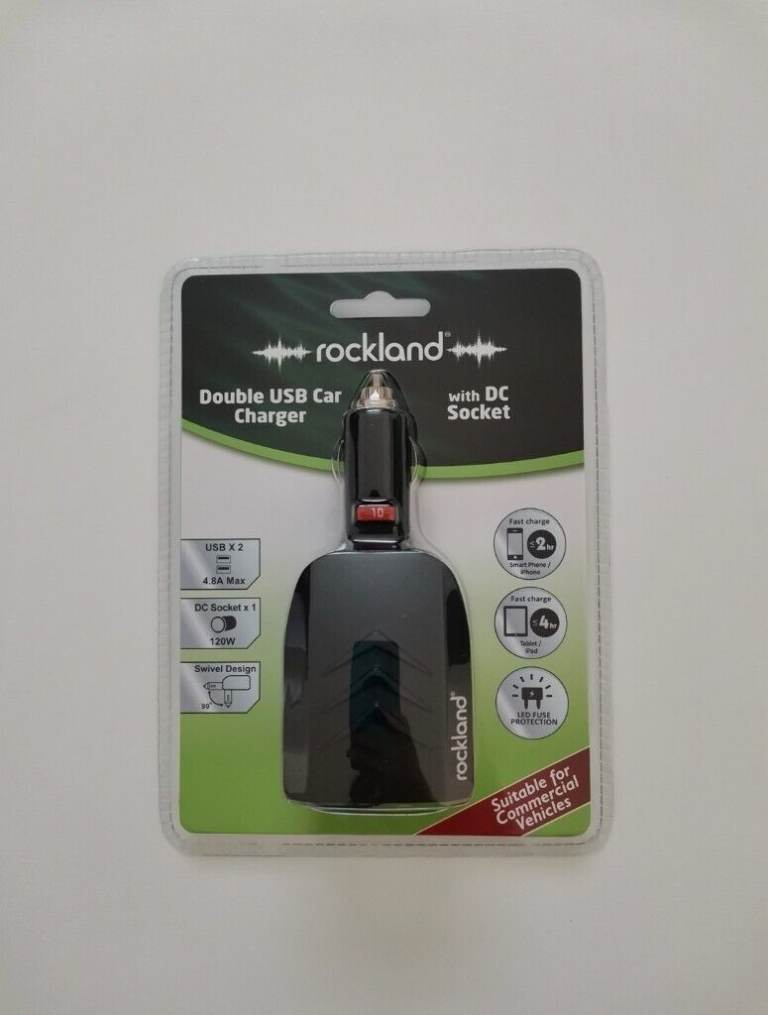 rockland®
Double USB Car
Charger
with DC
Socket
10
USB X 2
4.8A Max
DC Socket x 1
120W
Swivel Design
90°
Fast charge
≤2hr
Smart Phone /
iPhone
Fast charge
≤4hr
Tablet /
iPad
LED FUSE
PROTECTION
rockland®
Suitable for
Commercial
Vehicles